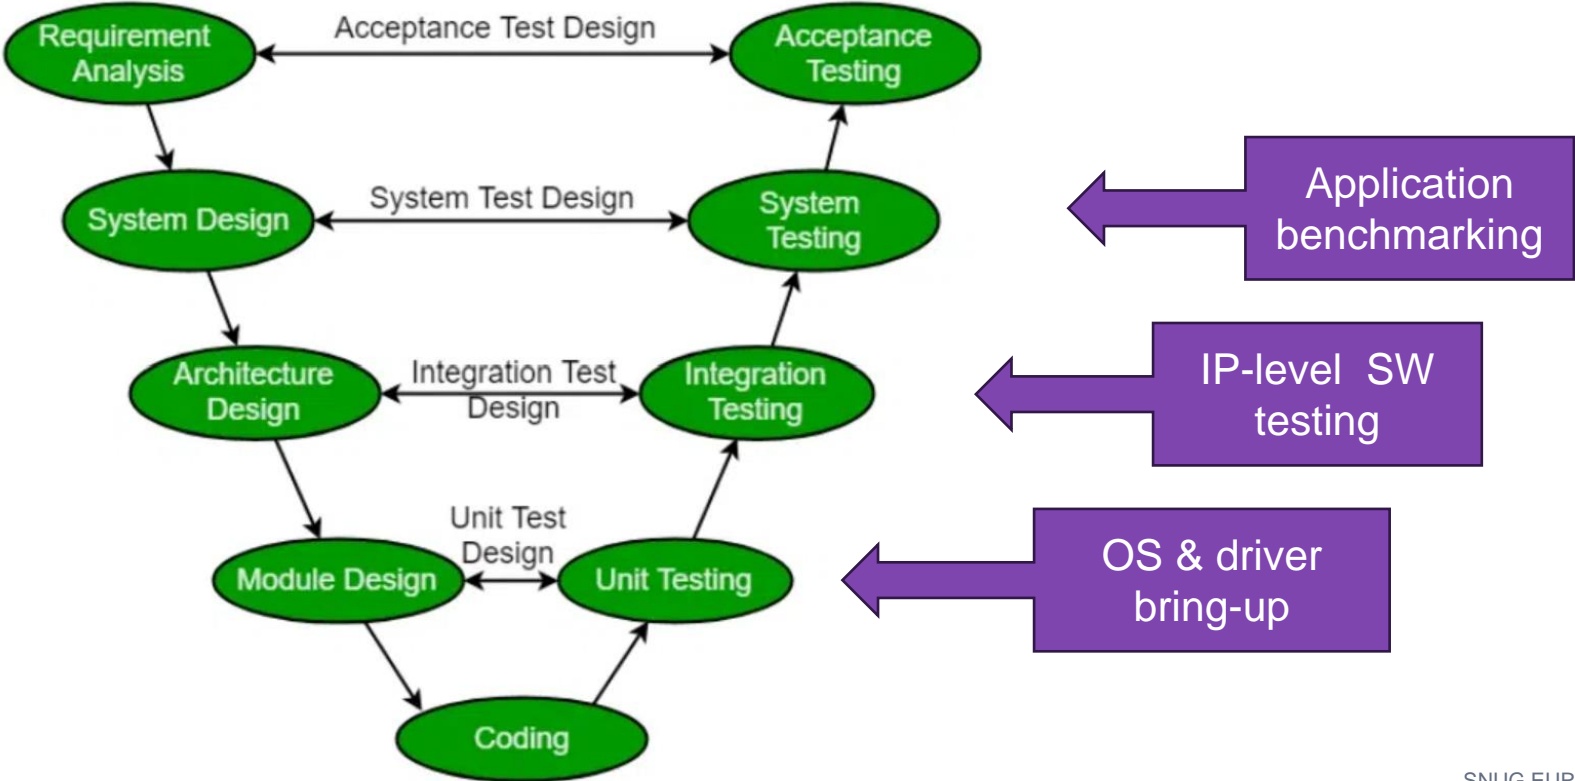 Requirement
Analysis
Acceptance Test Design
Acceptance
Testing
System Design
System Test Design
System
Testing
Application
benchmarking
Architecture
Design
Integration Test
Design
Integration
Testing
IP-level SW
testing
Module Design
Unit Test
Design
Unit Testing
OS & driver
bring-up
Coding
SNUG EUR